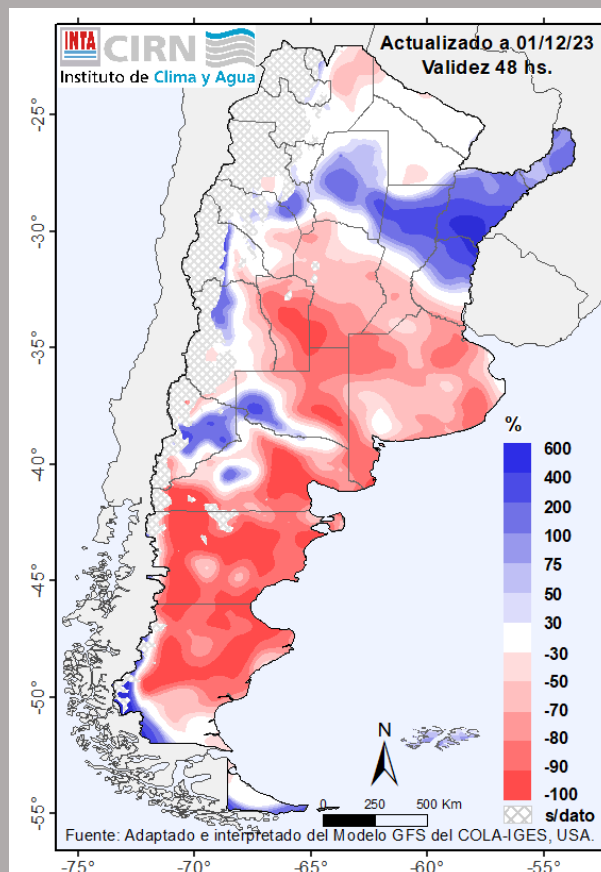 INTA CIRN
Instituto de Clima y Agua
Actualizado a 01/12/23
Validez 48 hs.
-25°
-30°
-35°
-40°
-45°
-50°
-55°
%
600
400
200
100
75
50
30
-30
-50
-70
-80
-90
-100
s/dato
N
0 250 500 Km
Fuente: Adaptado e interpretado del Modelo GFS del COLA-IGES, USA.
-75° -70° -65° -60° -55°